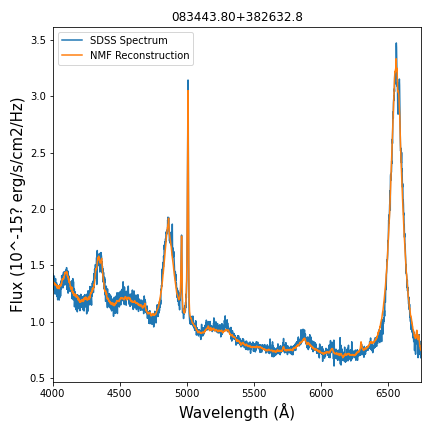 083443.80+382632.8
SDSS Spectrum
NMF Reconstruction
Flux (10^-15? erg/s/cm2/Hz)
3.5
3.0
2.5
2.0
1.5
1.0
0.5
4000 4500 5000 5500 6000 6500
Wavelength (Å)